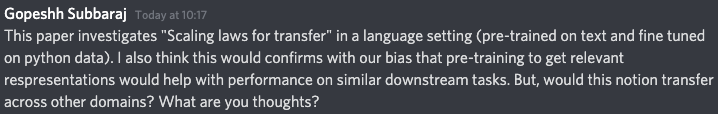 Gopeshh Subbaraj Today at 10:17
This paper investigates "Scaling laws for transfer" in a language setting (pre-trained on text and fine tuned
on python data). I also think this would confirms with our bias that pre-training to get relevant
respresentations would help with performance on similar downstream tasks. But, would this notion transfer
across other domains? What are you thoughts?